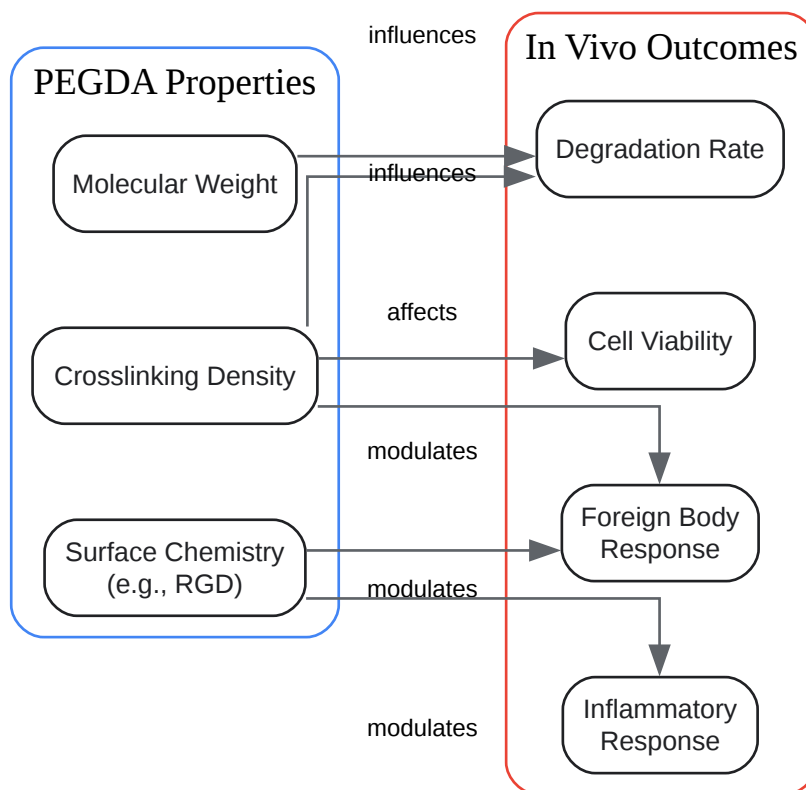 influences
In Vivo Outcomes
PEGDA Properties
Degradation Rate
Molecular Weight
influences
affects
Cell Viability
Crosslinking Density
modulates
Foreign Body
Response
Surface Chemistry
(e.g., RGD)
modulates
Inflammatory
Response
modulates